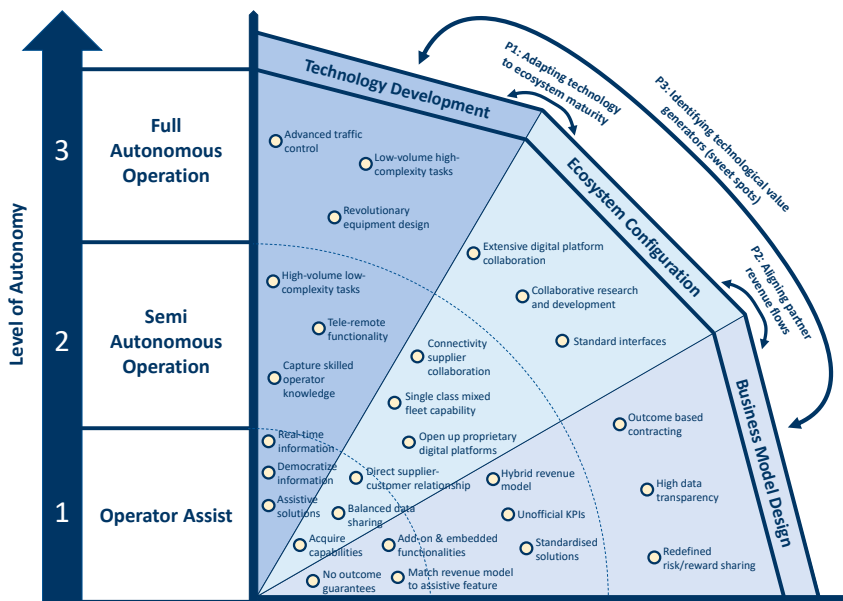 Level of Autonomy
3
Full
Autonomous
Operation
2
Semi
Autonomous
Operation
1
Operator Assist
Technology Development
Ecosystem Configuration
Business Model Design
P1: Adapting technology
to ecosystem maturity
P3: Identifying technological value
generators (sweet spots)
P2: Aligning partner
revenue flows
Advanced traffic
control
Low-volume high-
complexity tasks
Revolutionary
equipment design
High-volume low-
complexity tasks
Tele-remote
functionality
Capture skilled
operator
knowledge
Real-time
information
Democratize
information
Assistive
solutions
Extensive digital platform
collaboration
Collaborative research
and development
Standard interfaces
Connectivity
supplier
collaboration
Single class mixed
fleet capability
Open up proprietary
digital platforms
Direct supplier-
customer relationship
Balanced data
sharing
Acquire
capabilities
Outcome based
contracting
High data
transparency
Redefined
risk/reward sharing
Hybrid revenue
model
Unofficial KPIs
Standardised
solutions
Add-on & embedded
functionalities
Match revenue model
to assistive feature
No outcome
guarantees